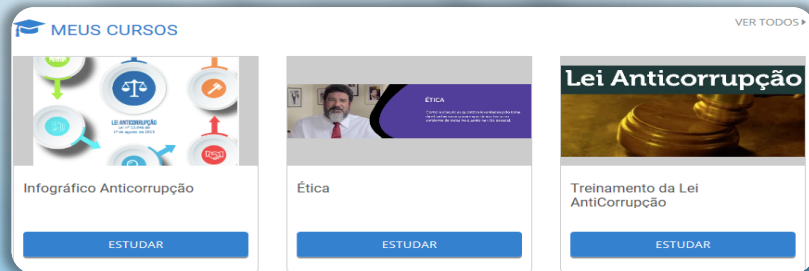 MEUS CURSOS
VER TODOS
LEI ANTICORRUPÇÃO
ÉTICA
Lei Anticorrupção
Infográfico Anticorrupção
Ética
Treinamento da Lei
AntiCorrupção
ESTUDAR
ESTUDAR
ESTUDAR